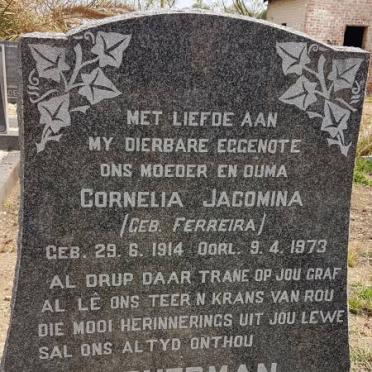 MET LIEFDE AAN
MY DIERBARE EGGENOTE
ONS MOEDER EN OUMA
CORNELIA JACOMINA
(GEB. FERREIRA)
GEB. 29. 6. 1914 OORL. 9. 4. 1973
AL DRUP DAAR TRANE OP JOU GRAF
AL LÊ ONS TEER 'N KRANS VAN ROU
DIE MOOI HERINNERINGS UIT JOU LEWE
SAL ONS ALTYD ONTHOU